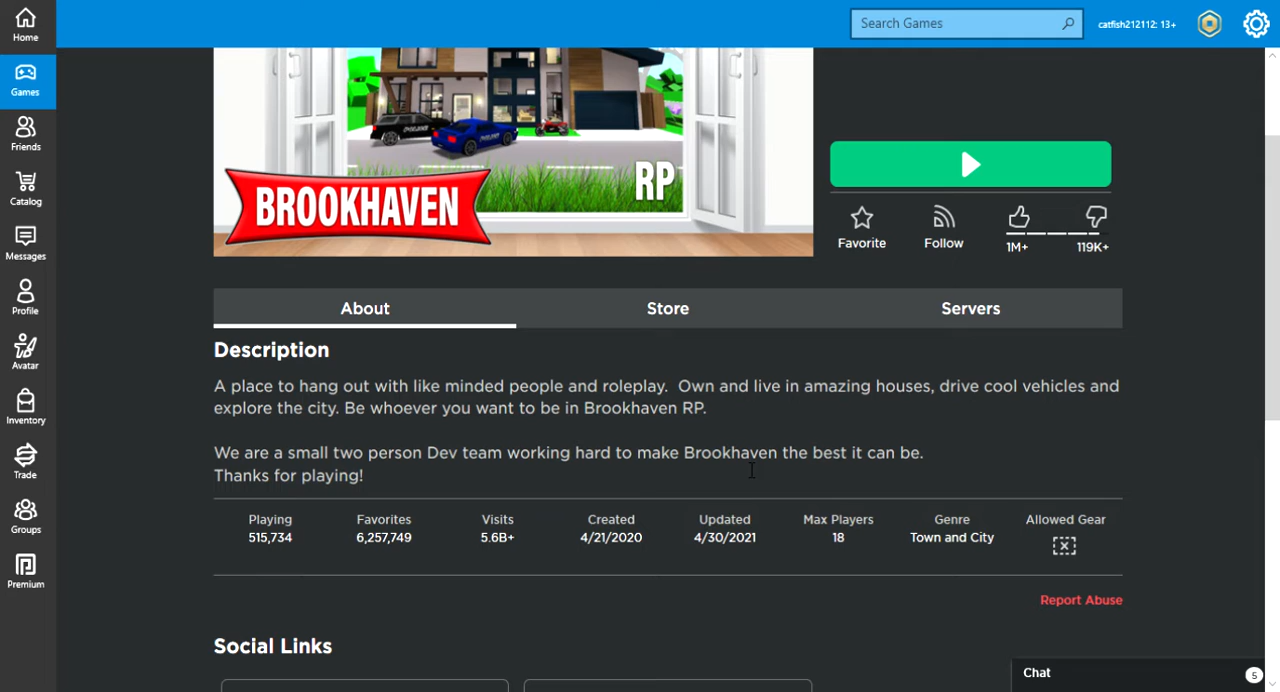 Home
Search Games
catfish212112: 13+
Games
Friends
Catalog
Messages
Profile
Avatar
Inventory
Trade
Groups
Premium
BROOKHAVEN
RP
Favorite
Follow
1M+
119K+
About
Store
Servers
Description
A place to hang out with like minded people and roleplay. Own and live in amazing houses, drive cool vehicles and
explore the city. Be whoever you want to be in Brookhaven RP.
We are a small two person Dev team working hard to make Brookhaven the best it can be.
Thanks for playing!
Playing
Favorites
Visits
Created
Updated
Max Players
Genre
Allowed Gear
515,734
6,257,749
5.6B+
4/21/2020
4/30/2021
18
Town and City
Report Abuse
Social Links
Chat
5